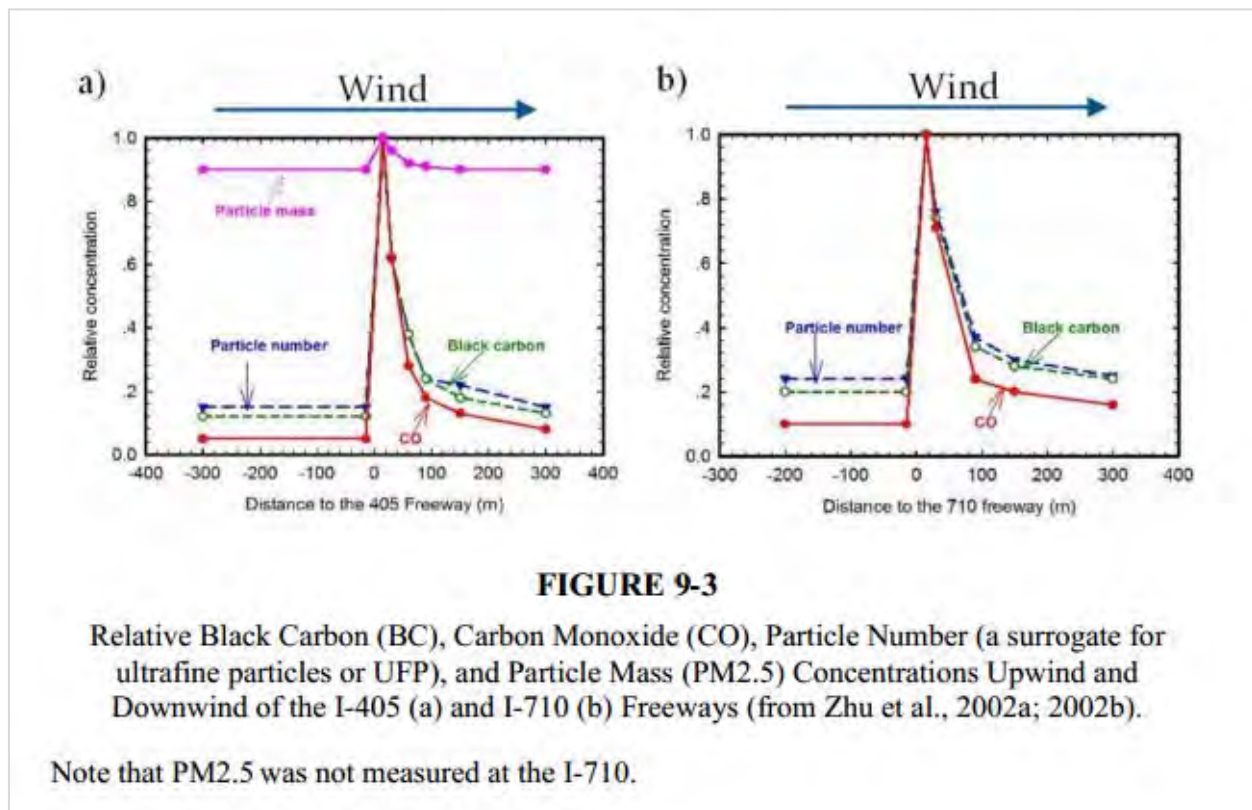 a)
Wind
1.0
.8
.6
.4
.2
0.0
Relative concentration
Particle mass
Particle number
Black carbon
CO
-400 -300 -200 -100 0 100 200 300 400
Distance to the 405 Freeway (m)
b)
Wind
1.0
.8
.6
.4
.2
0.0
Relative concentration
Particle number
Black carbon
CO
-300 -200 -100 0 100 200 300 400
Distance to the 710 freeway (m)
FIGURE 9-3
Relative Black Carbon (BC), Carbon Monoxide (CO), Particle Number (a surrogate for
ultrafine particles or UFP), and Particle Mass (PM2.5) Concentrations Upwind and
Downwind of the I-405 (a) and I-710 (b) Freeways (from Zhu et al., 2002a; 2002b).
Note that PM2.5 was not measured at the I-710.